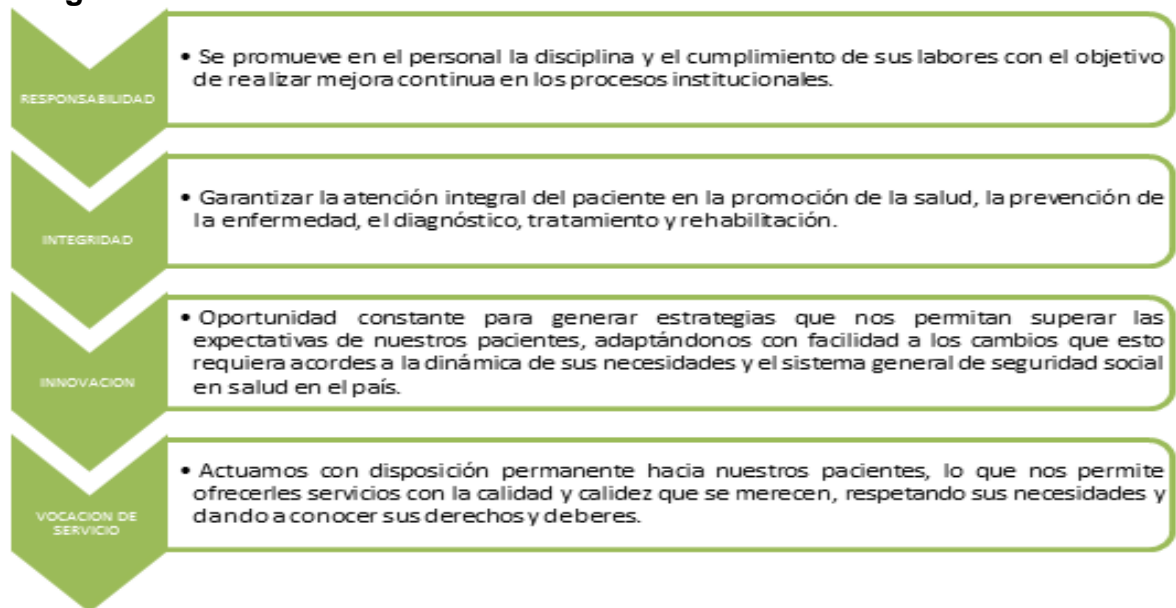 RESPONSABILIDAD
• Se promueve en el personal la disciplina y el cumplimiento de sus labores con el objetivo
de realizar mejora continua en los procesos institucionales.
INTEGRIDAD
• Garantizar la atención integral del paciente en la promoción de la salud, la prevención de
la enfermedad, el diagnóstico, tratamiento y rehabilitación.
INNOVACION
• Oportunidad constante para generar estrategias que nos permitan superar las
expectativas de nuestros pacientes, adaptándonos con facilidad a los cambios que esto
requiera acordes a la dinámica de sus necesidades y el sistema general de seguridad social
en salud en el país.
VOCACION DE
SERVICIO
• Actuamos con disposición permanente hacia nuestros pacientes, lo que nos permite
ofrecerles servicios con la calidad y calidez que se merecen, respetando sus necesidades y
dando a conocer sus derechos y deberes.